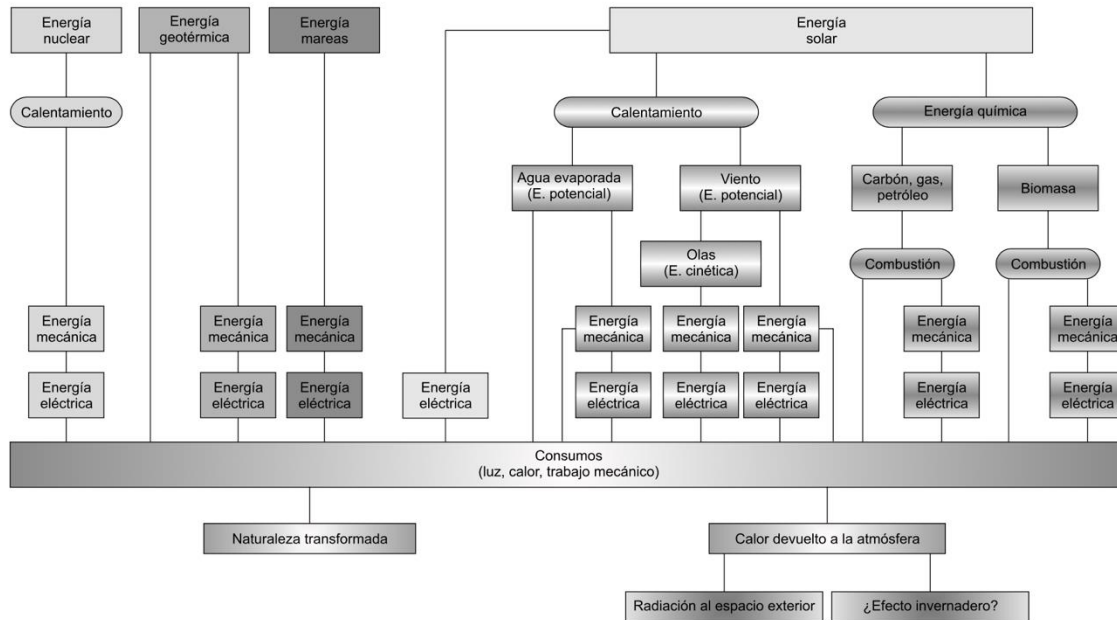 Energía
nuclear
Energía
geotérmica
Energía
mareas
Energía
solar
Calentamiento
Calentamiento
Energía química
Agua evaporada
(E. potencial)
Viento
(E. potencial)
Carbón, gas,
petróleo
Biomasa
Olas
(E. cinética)
Combustión
Combustión
Energía
mecánica
Energía
mecánica
Energía
mecánica
Energía
mecánica
Energía
mecánica
Energía
mecánica
Energía
mecánica
Energía
mecánica
Energía
eléctrica
Energía
eléctrica
Energía
eléctrica
Energía
eléctrica
Energía
eléctrica
Energía
eléctrica
Energía
eléctrica
Energía
eléctrica
Energía
eléctrica
Consumos
(luz, calor, trabajo mecánico)
Naturaleza transformada
Calor devuelto a la atmósfera
Radiación al espacio exterior
¿Efecto invernadero?